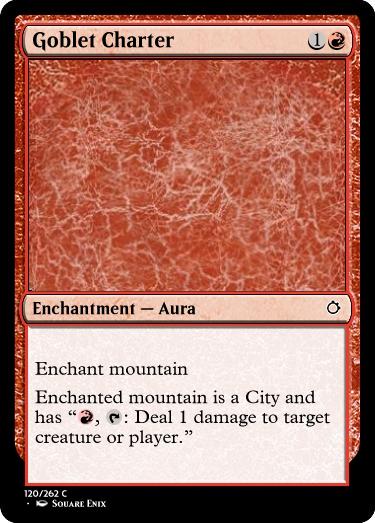 Goblet Charter 1
Enchantment — Aura
Enchant mountain
Enchanted mountain is a City and
has “, : Deal 1 damage to target
creature or player.”
120/262 C
· Square Enix